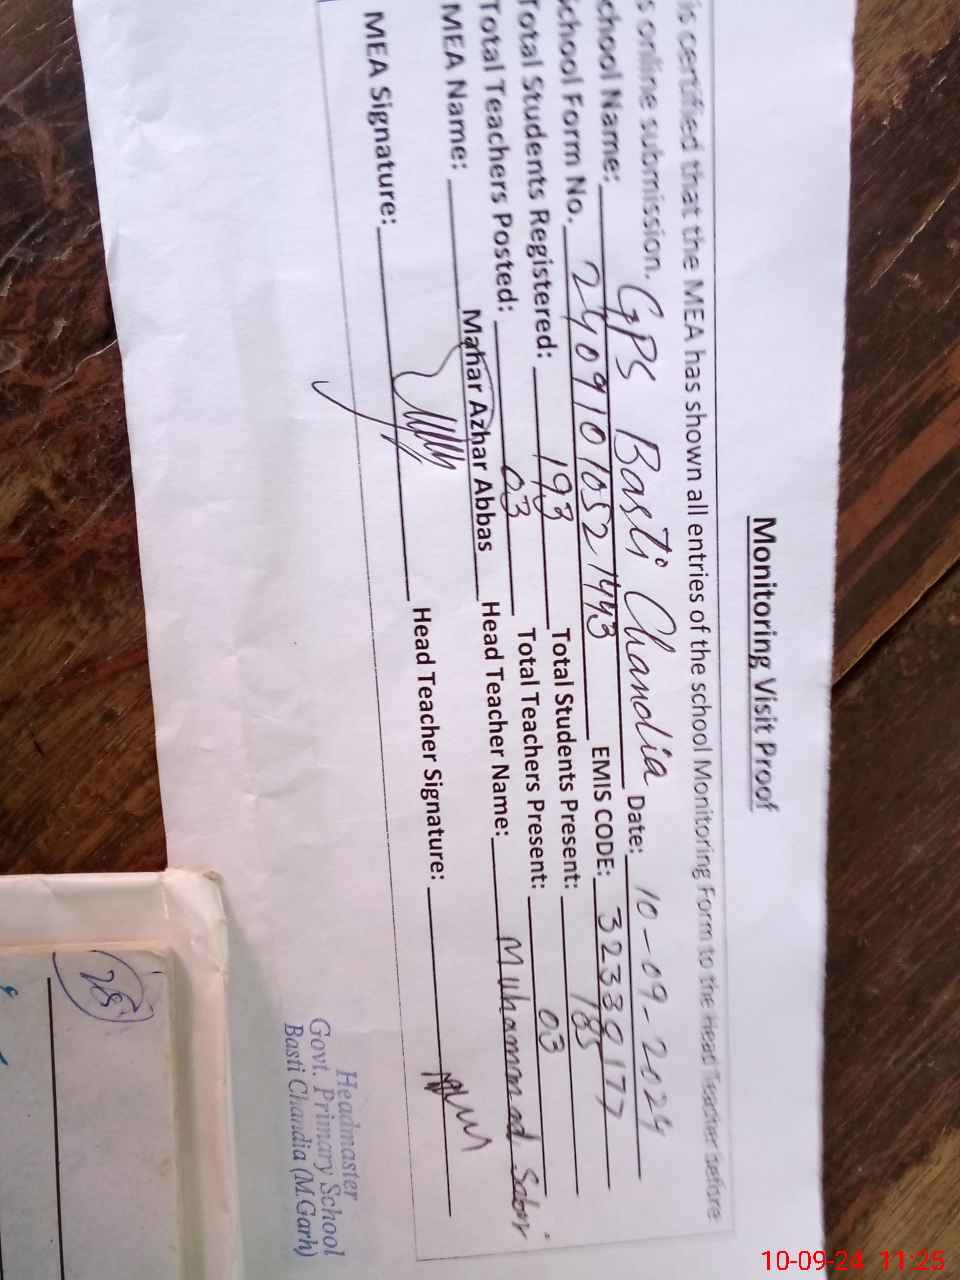 Monitoring Visit Proof
is certified that the MEA has shown all entries of the school Monitoring Form to the Head Teacher before
s online submission.
chool Name: GPS Basti Chandia Date: 10-09-2024
chool Form No. 24091010521443 EMIS CODE:
Total Students Registered: 193 Total Students Present: 185
Total Teachers Posted: 03 Total Teachers Present: 03
MEA Name: Mahar Azhar Abbas Head Teacher Name: Muhammad Sabir
MEA Signature: Head Teacher Signature:
Headmaster
Govt. Primary School
Basti Chandia (M.Garh)
28
10-09-24 11:25